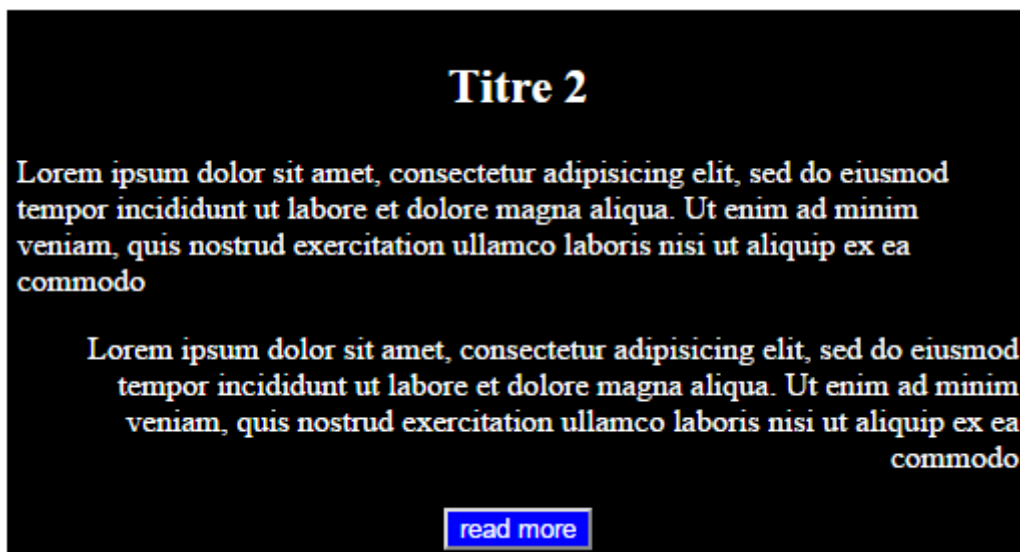 Titre 2
Lorem ipsum dolor sit amet, consectetur adipisicing elit, sed do eiusmod
tempor incididunt ut labore et dolore magna aliqua. Ut enim ad minim
veniam, quis nostrud exercitation ullamco laboris nisi ut aliquip ex ea
commodo
Lorem ipsum dolor sit amet, consectetur adipisicing elit, sed do eiusmod
tempor incididunt ut labore et dolore magna aliqua. Ut enim ad minim
veniam, quis nostrud exercitation ullamco laboris nisi ut aliquip ex ea
commodo
read more